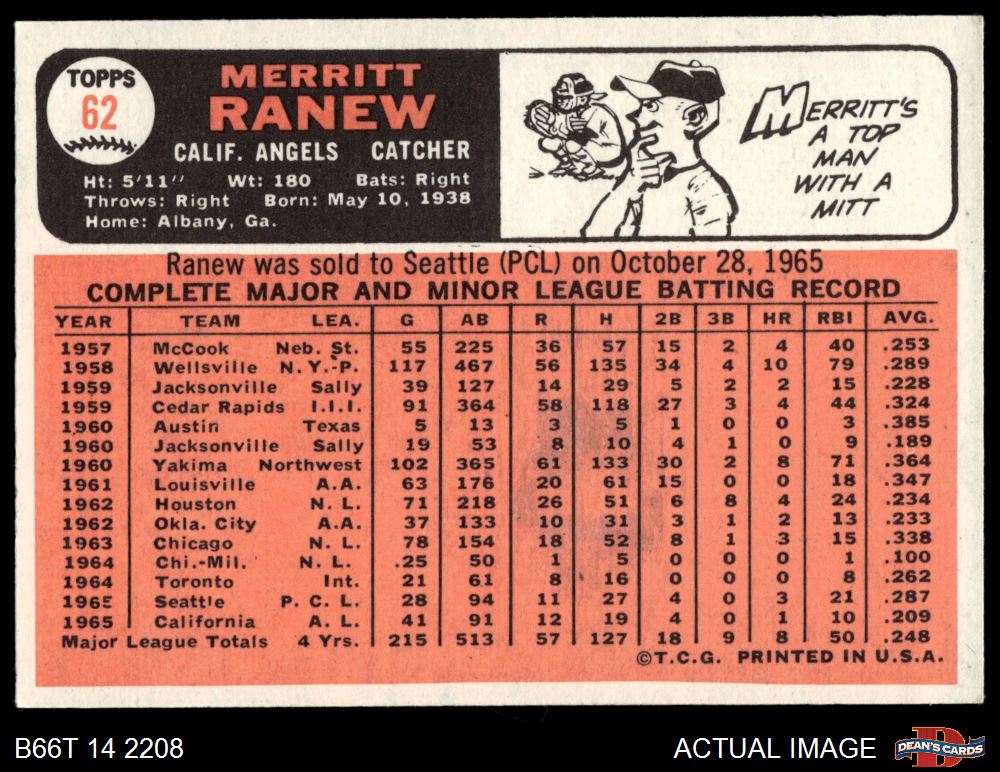 TOPPS
62
MERRITT
RANEW
CALIF. ANGELS CATCHER
Ht: 5'11" Wt: 180 Bats: Right
Throws: Right Born: May 10, 1938
Home: Albany, Ga.
MERRITT'S
A TOP
MAN
WITH A
MITT
Ranew was sold to Seattle (PCL) on October 28, 1965
COMPLETE MAJOR AND MINOR LEAGUE BATTING RECORD
YEAR TEAM LEA. G AB R H 2B 3B HR RBI AVG.
1957 McCook Neb. St. 55 225 36 57 15 2 4 40 .253
1958 Wellsville N.Y.-P. 117 467 56 135 34 4 10 79 .289
1959 Jacksonville Sally 39 127 14 29 5 2 2 15 .228
1959 Cedar Rapids I.I.I. 91 364 58 118 27 3 4 44 .324
1960 Austin Texas 5 13 3 5 1 0 0 3 .385
1960 Jacksonville Sally 19 53 8 10 4 1 0 9 .189
1960 Yakima Northwest 102 365 61 133 30 2 8 71 .364
1961 Louisville A.A. 63 176 20 61 15 0 0 18 .347
1962 Houston N.L. 71 218 26 51 6 8 4 24 .234
1962 Okla. City A.A. 37 133 10 31 3 1 2 13 .233
1963 Chicago N. L. 78 154 18 52 8 1 3 15 .338
1964 Chi.-Mil. N. L. .25 50 1 5 0 0 0 1 .100
1964 Toronto Int. 21 61 8 16 0 0 0 8 .262
1965 Seattle P. C. L. 28 94 11 27 4 0 3 21 .287
1965 California A. L. 41 91 12 19 4 0 1 10 .209
Major League Totals 4 Yrs. 215 513 57 127 18 9 8 50 .248
©T.C.G. PRINTED IN U.S.A.
B66T 14 2208
ACTUAL IMAGE
DEAN'S CARDS